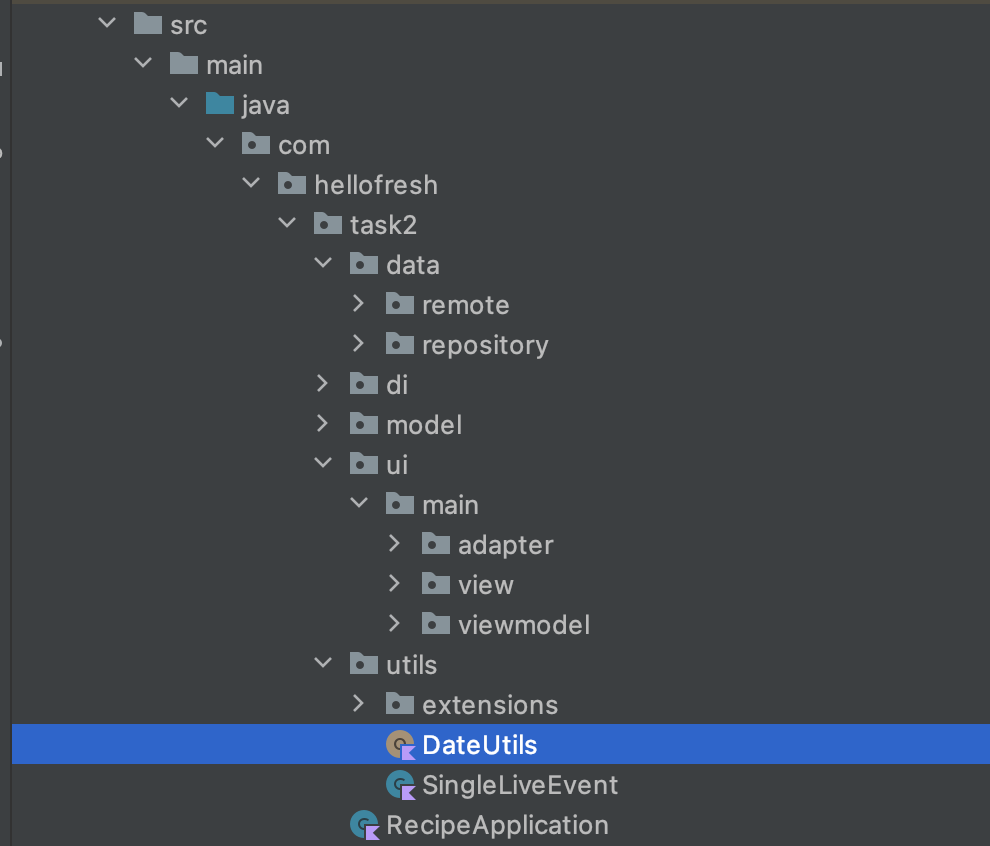 src
main
java
com
hellofresh
task2
data
remote
repository
di
model
ui
main
adapter
view
viewmodel
utils
extensions
DateUtils
SingleLiveEvent
RecipeApplication